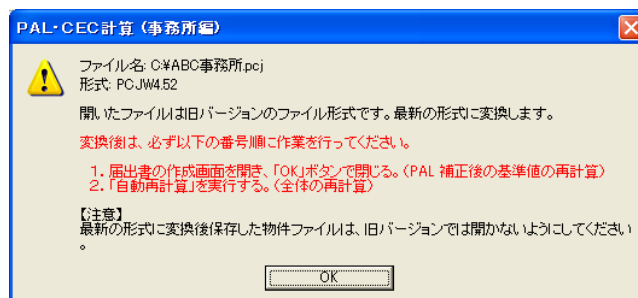 PAL・CEC計算 (事務所編)
ファイル名: C:¥ABC事務所.pcj
形式: PCJW4.52
開いたファイルは旧バージョンのファイル形式です。最新の形式に変換します。
変換後は、必ず以下の番号順に作業を行ってください。
1. 届出書の作成画面を開き、「OK」ボタンで閉じる。(PAL 補正後の基準値の再計算)
2. 「自動再計算」を実行する。(全体の再計算)
【注意】
最新の形式に変換後保存した物件ファイルは、旧バージョンでは開かないようにしてください
。
OK